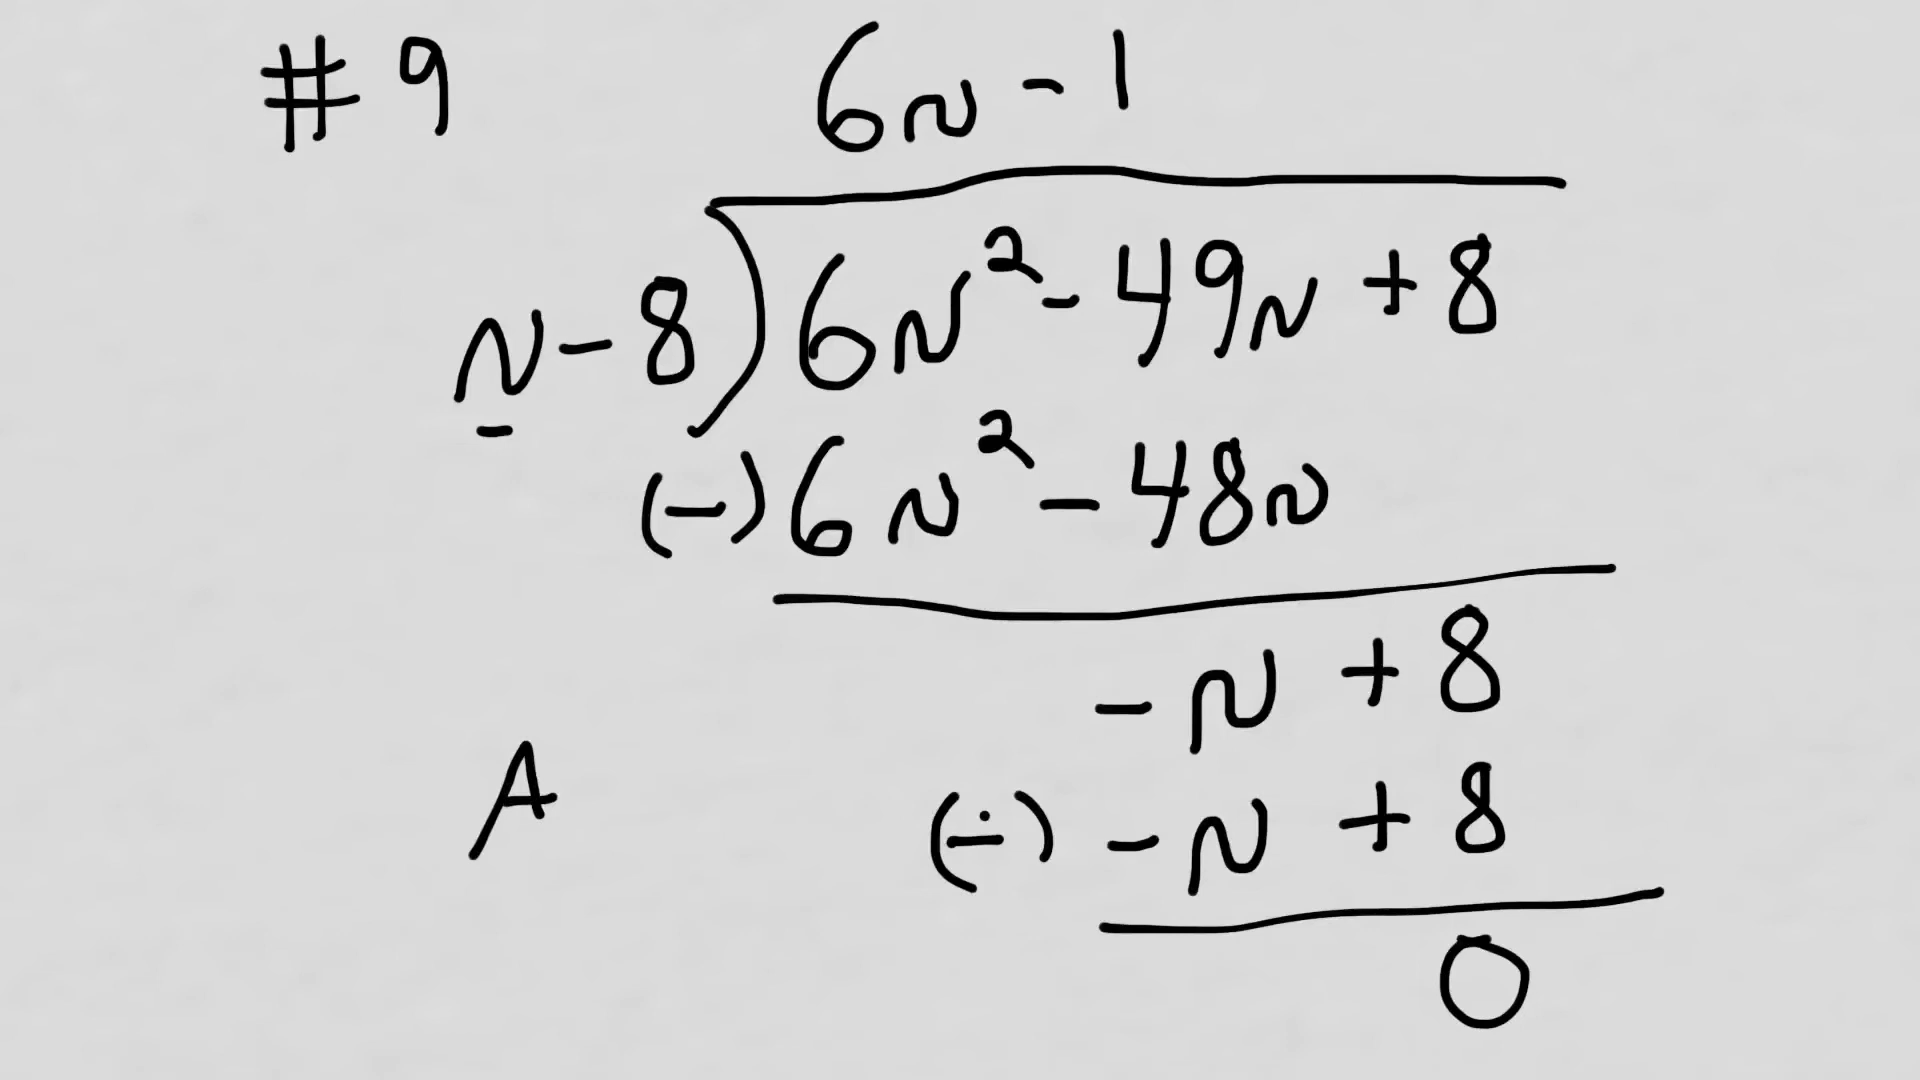 # 9
6n - 1
n - 8 ) 6n² - 49n + 8
(-) 6n² - 48n
- n + 8
A
(-) - n + 8
0